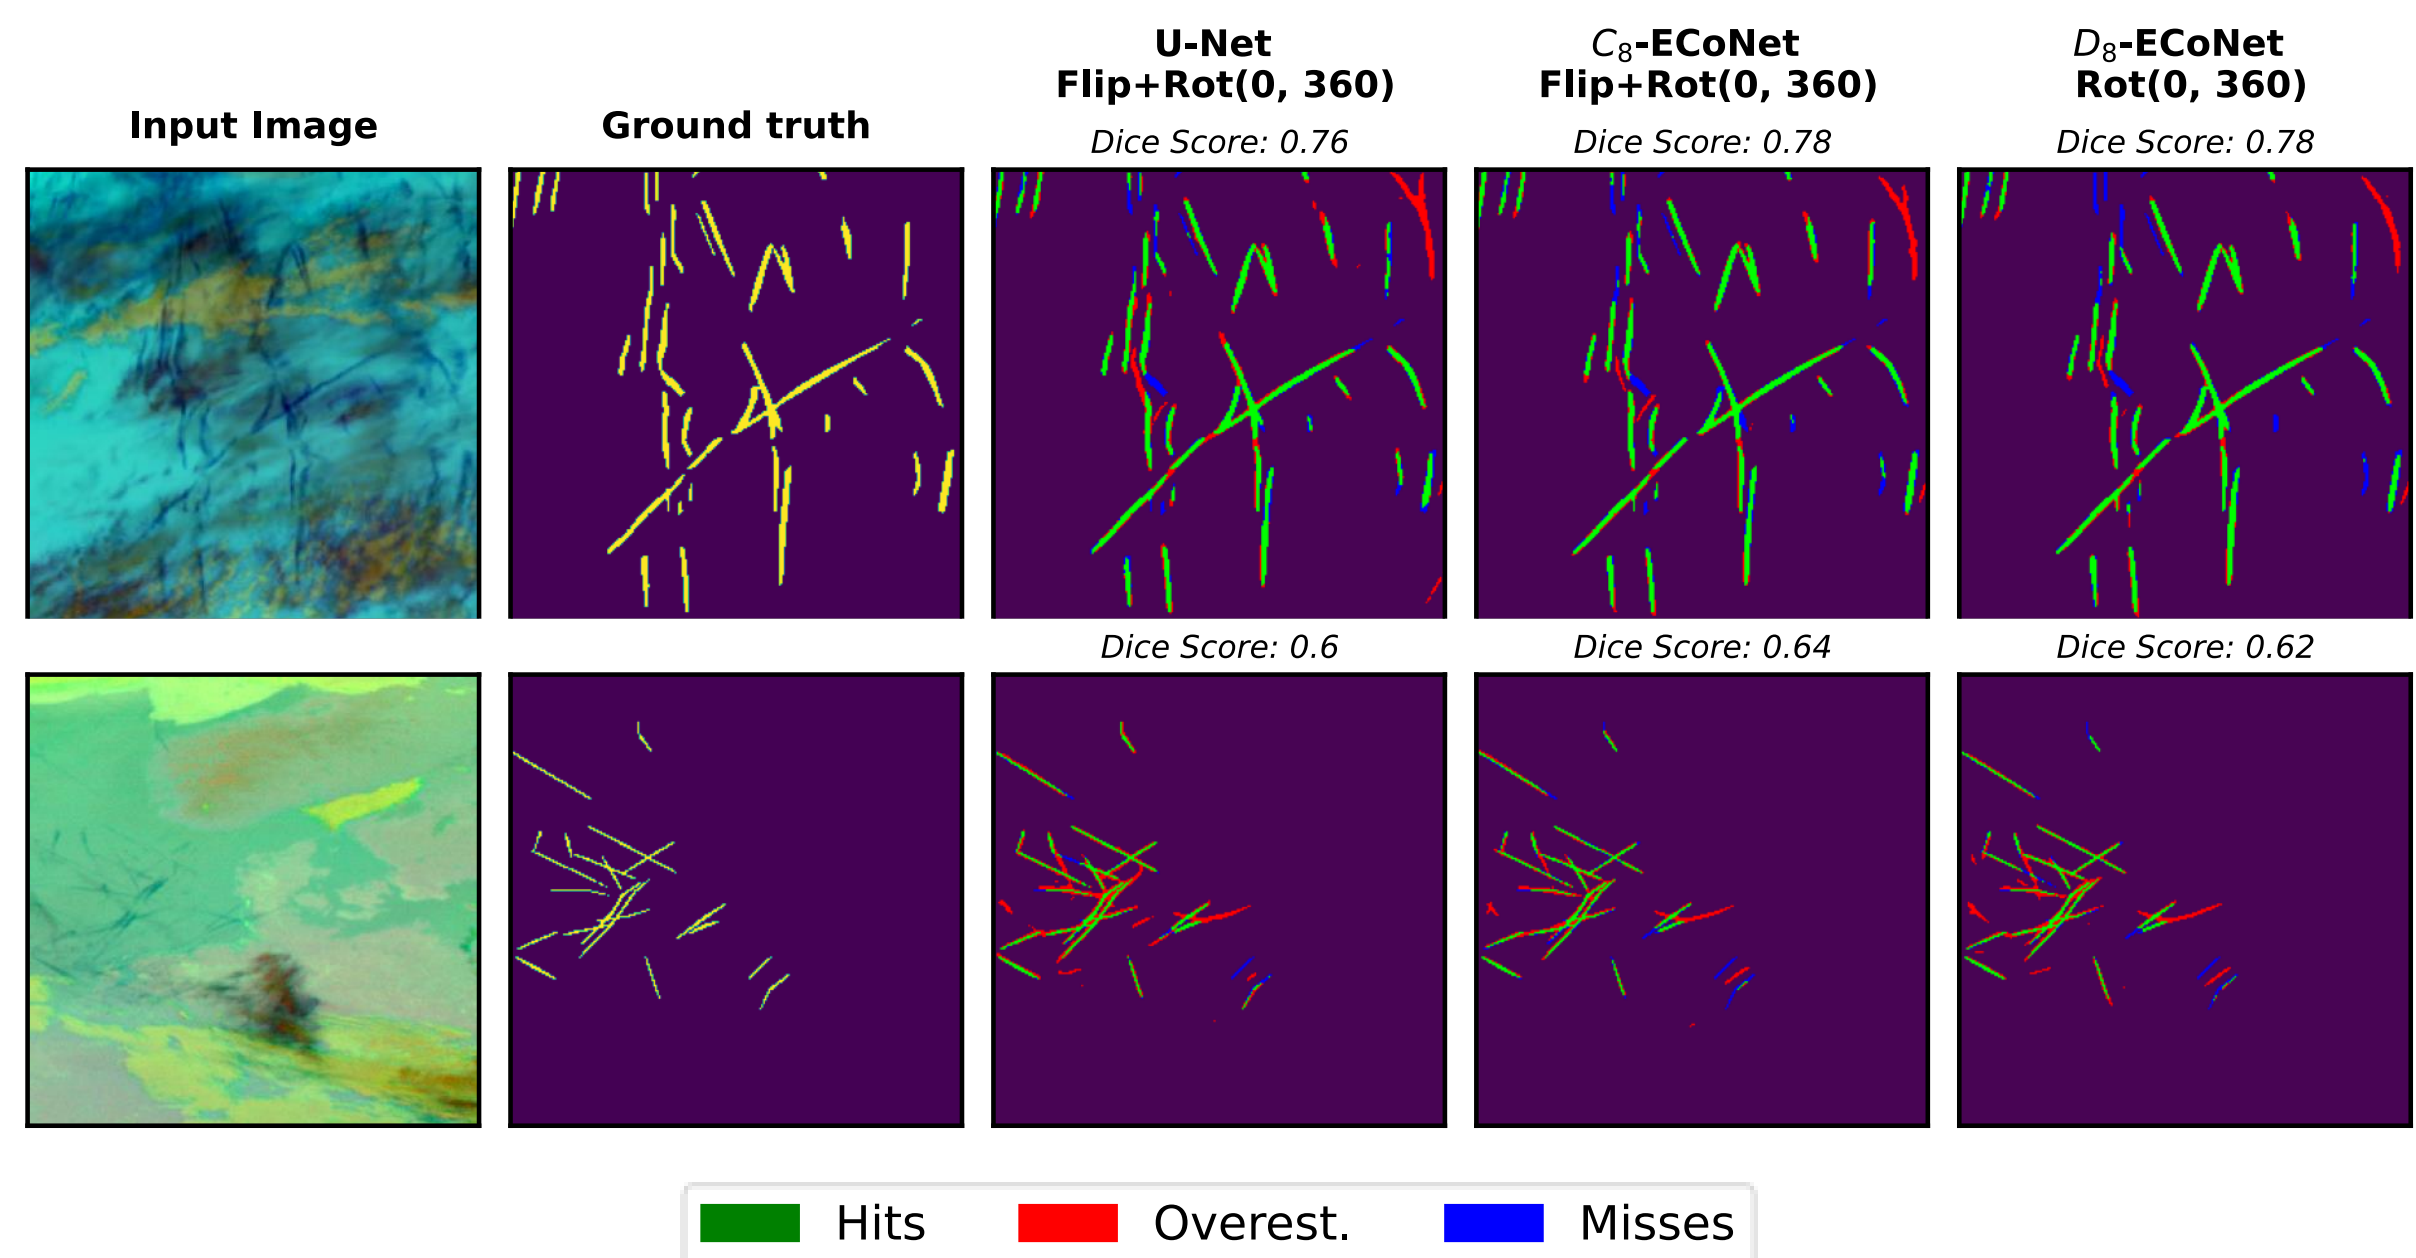 Input Image
Ground truth
U-Net
Flip+Rot(0, 360)
Dice Score: 0.76
C8-ECoNet
Flip+Rot(0, 360)
Dice Score: 0.78
D8-ECoNet
Rot(0, 360)
Dice Score: 0.78
Dice Score: 0.6
Dice Score: 0.64
Dice Score: 0.62
Hits
Overest.
Misses